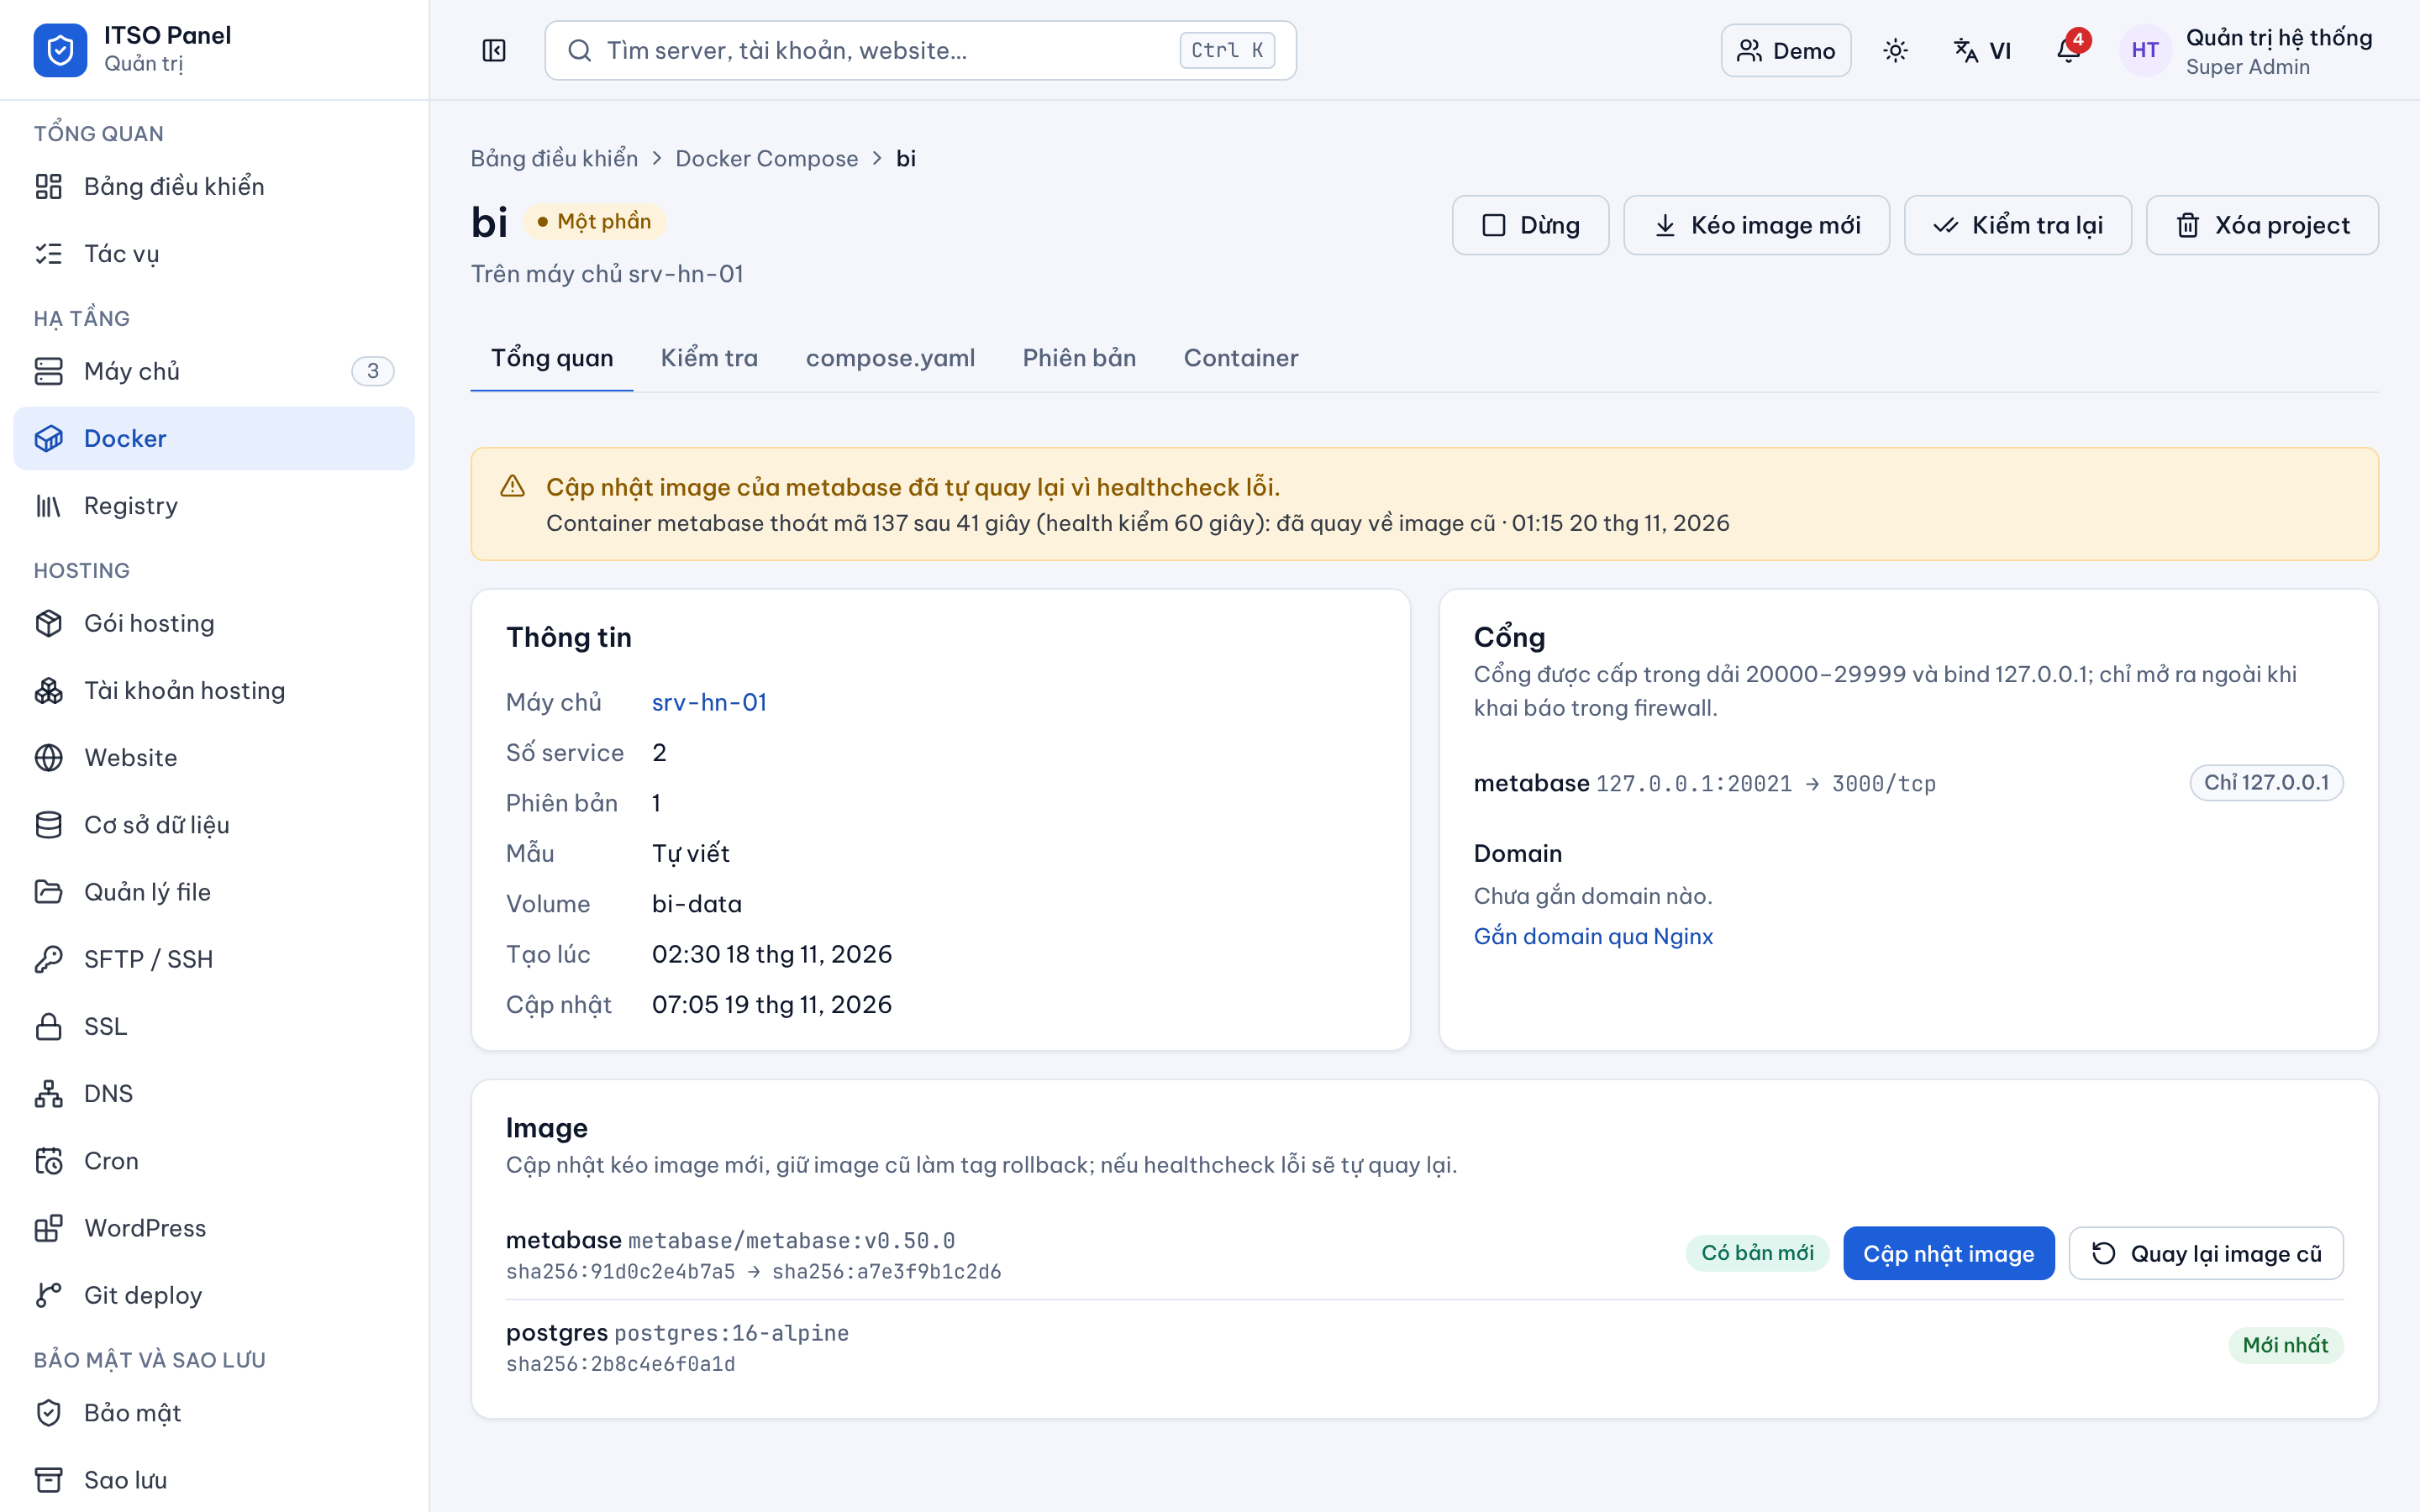 ITSO Panel
Quản trị
Tìm server, tài khoản, website...
Ctrl K
Demo
VI
4
HT
Quản trị hệ thống
Super Admin
TỔNG QUAN
Bảng điều khiển
Tác vụ
HẠ TẦNG
Máy chủ
3
Docker
Registry
HOSTING
Gói hosting
Tài khoản hosting
Website
Cơ sở dữ liệu
Quản lý file
SFTP / SSH
SSL
DNS
Cron
WordPress
Git deploy
BẢO MẬT VÀ SAO LƯU
Bảo mật
Sao lưu
Bảng điều khiển > Docker Compose > bi
bi
Một phần
Trên máy chủ srv-hn-01
Dừng
Kéo image mới
Kiểm tra lại
Xóa project
Tổng quan
Kiểm tra
compose.yaml
Phiên bản
Container
Cập nhật image của metabase đã tự quay lại vì healthcheck lỗi.
Container metabase thoát mã 137 sau 41 giây (health kiểm 60 giây): đã quay về image cũ · 01:15 20 thg 11, 2026
Thông tin
Máy chủ srv-hn-01
Số service 2
Phiên bản 1
Mẫu Tự viết
Volume bi-data
Tạo lúc 02:30 18 thg 11, 2026
Cập nhật 07:05 19 thg 11, 2026
Cổng
Cổng được cấp trong dải 20000–29999 và bind 127.0.0.1; chỉ mở ra ngoài khi
khai báo trong firewall.
metabase 127.0.0.1:20021 → 3000/tcp
Chỉ 127.0.0.1
Domain
Chưa gắn domain nào.
Gắn domain qua Nginx
Image
Cập nhật kéo image mới, giữ image cũ làm tag rollback; nếu healthcheck lỗi sẽ tự quay lại.
metabase metabase/metabase:v0.50.0
sha256:91d0c2e4b7a5 → sha256:a7e3f9b1c2d6
Có bản mới
Cập nhật image
Quay lại image cũ
postgres postgres:16-alpine
sha256:2b8c4e6f0a1d
Mới nhất